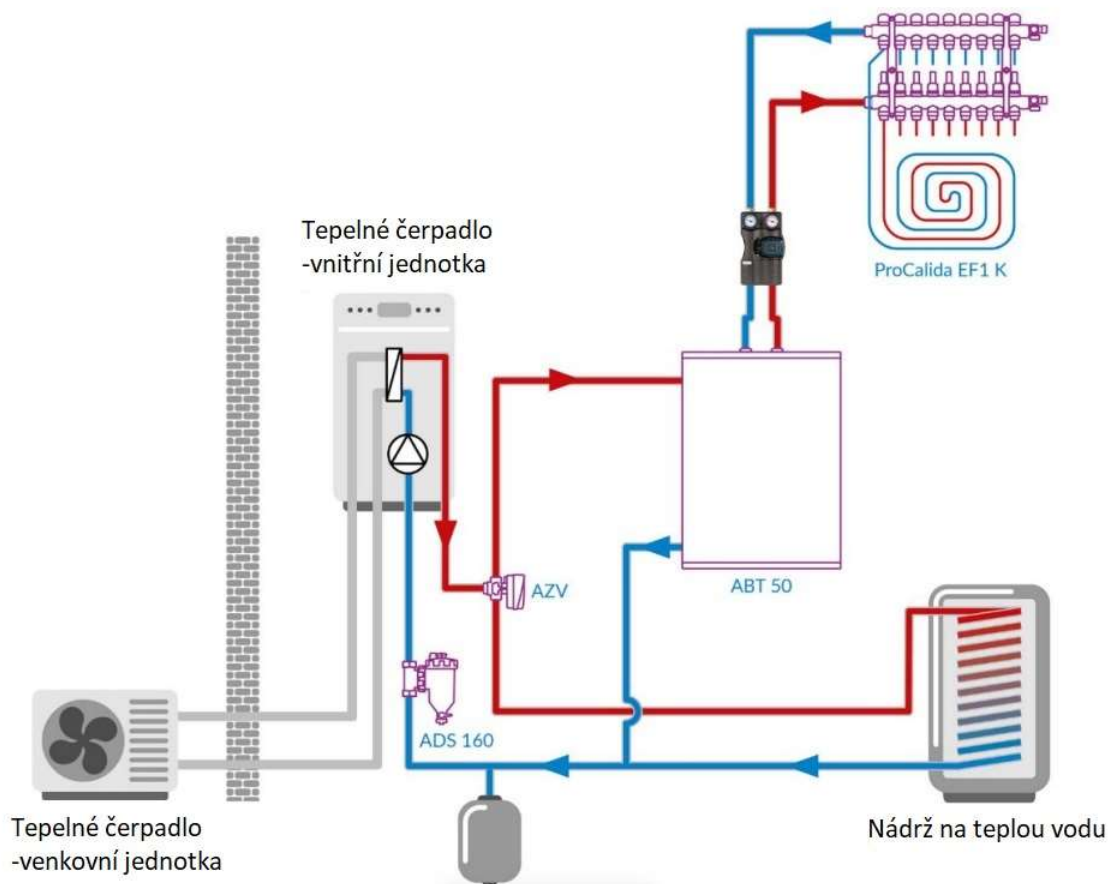 ProCalida EF1 K
Tepelné čerpadlo
-vnitřní jednotka
AZV
ABT 50
ADS 160
Tepelné čerpadlo
-venkovní jednotka
Nádrž na teplou vodu